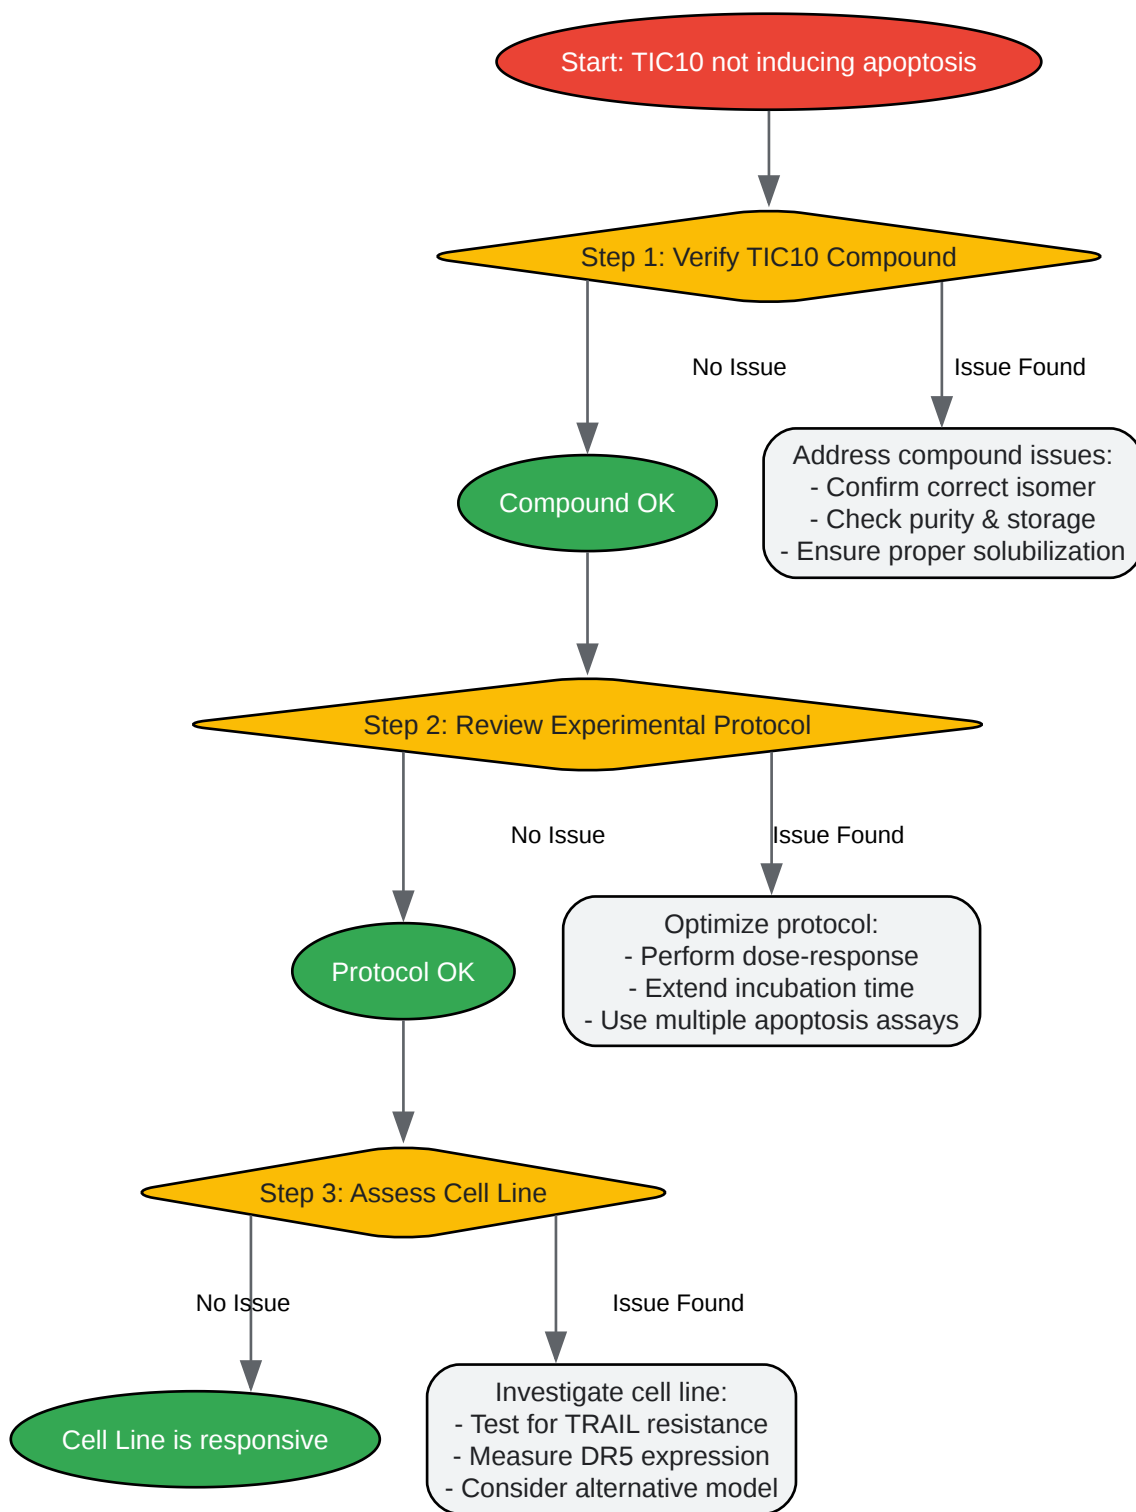 Start: TIC10 not inducing apoptosis
Step 1: Verify TIC10 Compound
No Issue
Issue Found
Compound OK
Address compound issues:
- Confirm correct isomer
- Check purity & storage
- Ensure proper solubilization
Step 2: Review Experimental Protocol
No Issue
Issue Found
Protocol OK
Optimize protocol:
- Perform dose-response
- Extend incubation time
- Use multiple apoptosis assays
Step 3: Assess Cell Line
No Issue
Issue Found
Cell Line is responsive
Investigate cell line:
- Test for TRAIL resistance
- Measure DR5 expression
- Consider alternative model